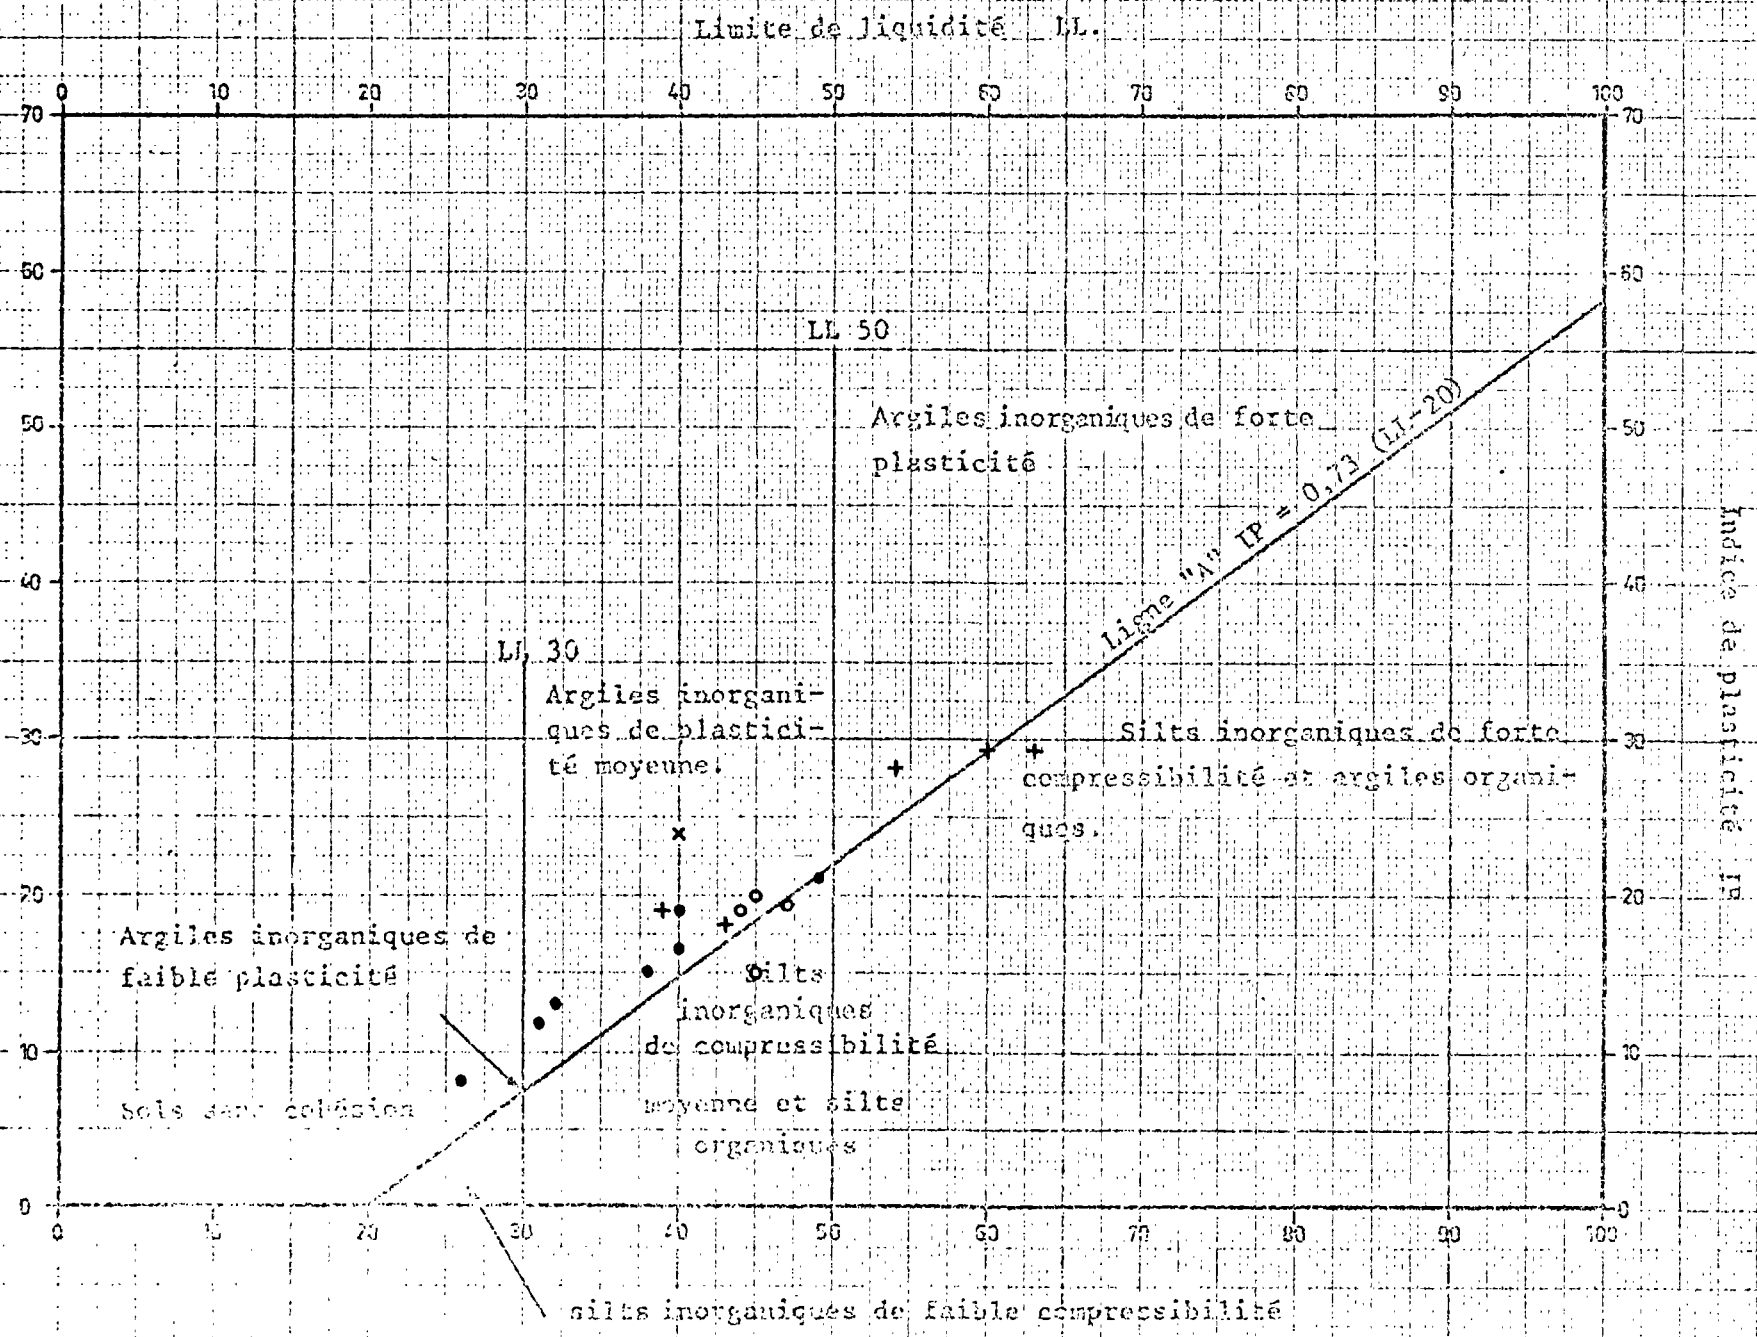 Limite de liquidité LL.
0 10 20 30 40 50 60 70 80 90 100
70 70
60 60
LL 50
Argiles inorganiques de forte
plasticité
50 50
Ligne "A" IP = 0,73 (LL-20)
Indice de plasticité IP
40 40
LL 30
Argiles inorgani-
ques de plastici-
té moyenne.
30 30
Silts inorganiques de forte
compressibilité et argiles organi-
ques.
20 20
Argiles inorganiques de
faible plasticité
Silts
inorganiques
de compressibilité
moyenne et silts
organiques
10 10
Sols sans cohésion
0 0
0 10 20 30 40 50 60 70 80 90 100
silts inorganiques de faible compressibilité